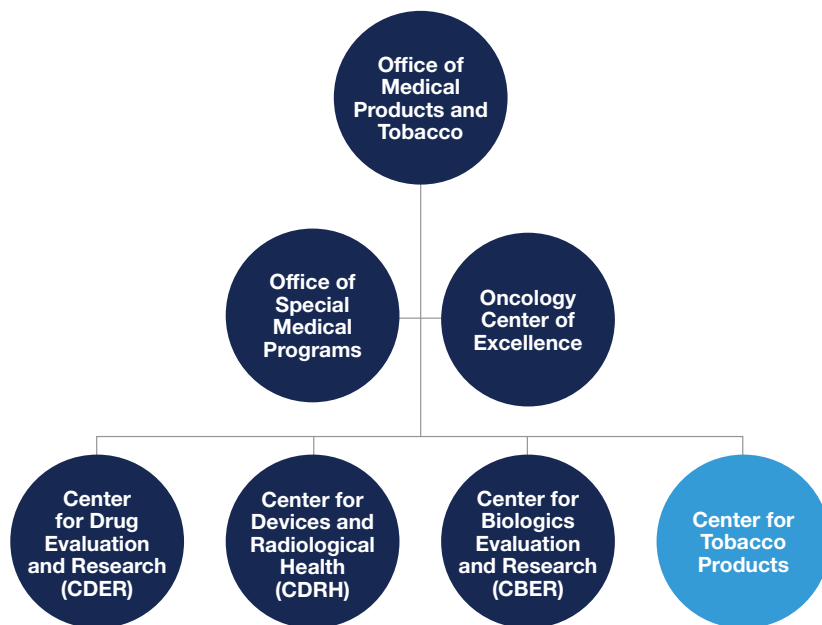 Office of
Medical
Products and
Tobacco
Office of
Special
Medical
Programs
Oncology
Center of
Excellence
Center
for Drug
Evaluation
and Research
(CDER)
Center for
Devices and
Radiological
Health
(CDRH)
Center for
Biologics
Evaluation
and Research
(CBER)
Center for
Tobacco
Products